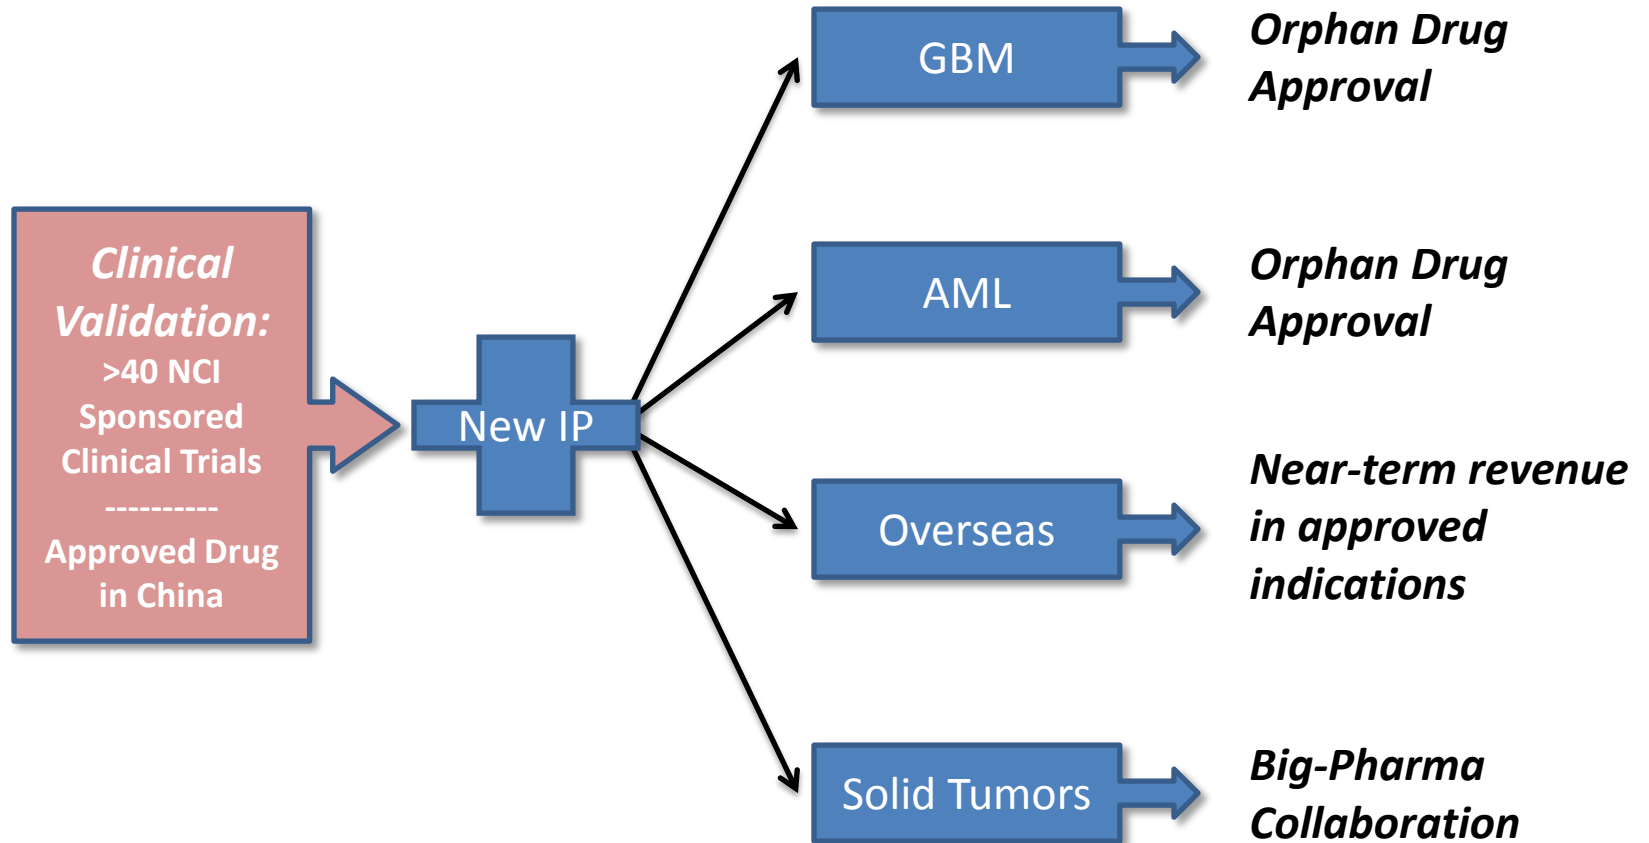 Clinical
Validation:
>40 NCI
Sponsored
Clinical Trials
----------
Approved Drug
in China
New IP
GBM
Orphan Drug
Approval
AML
Orphan Drug
Approval
Overseas
Near-term revenue
in approved
indications
Solid Tumors
Big-Pharma
Collaboration